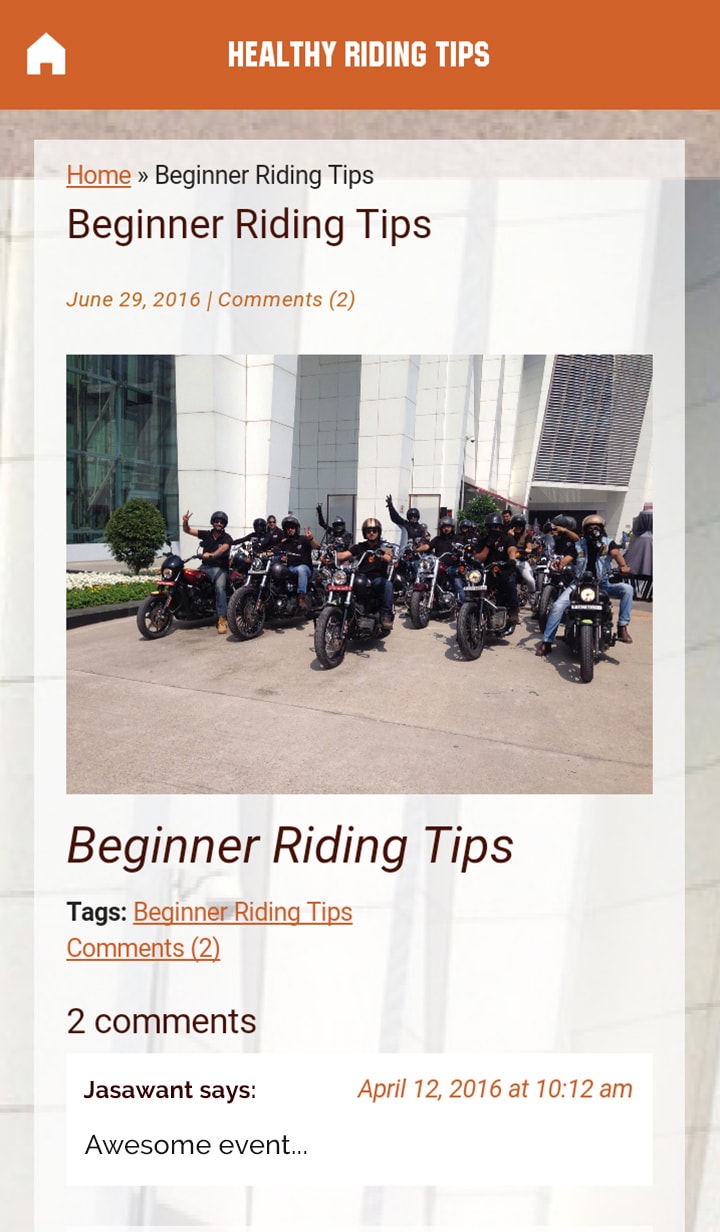 HEALTHY RIDING TIPS
Home » Beginner Riding Tips
Beginner Riding Tips
June 29, 2016 | Comments (2)
Beginner Riding Tips
Tags: Beginner Riding Tips
Comments (2)
2 comments
Jasawant says: April 12, 2016 at 10:12 am
Awesome event...